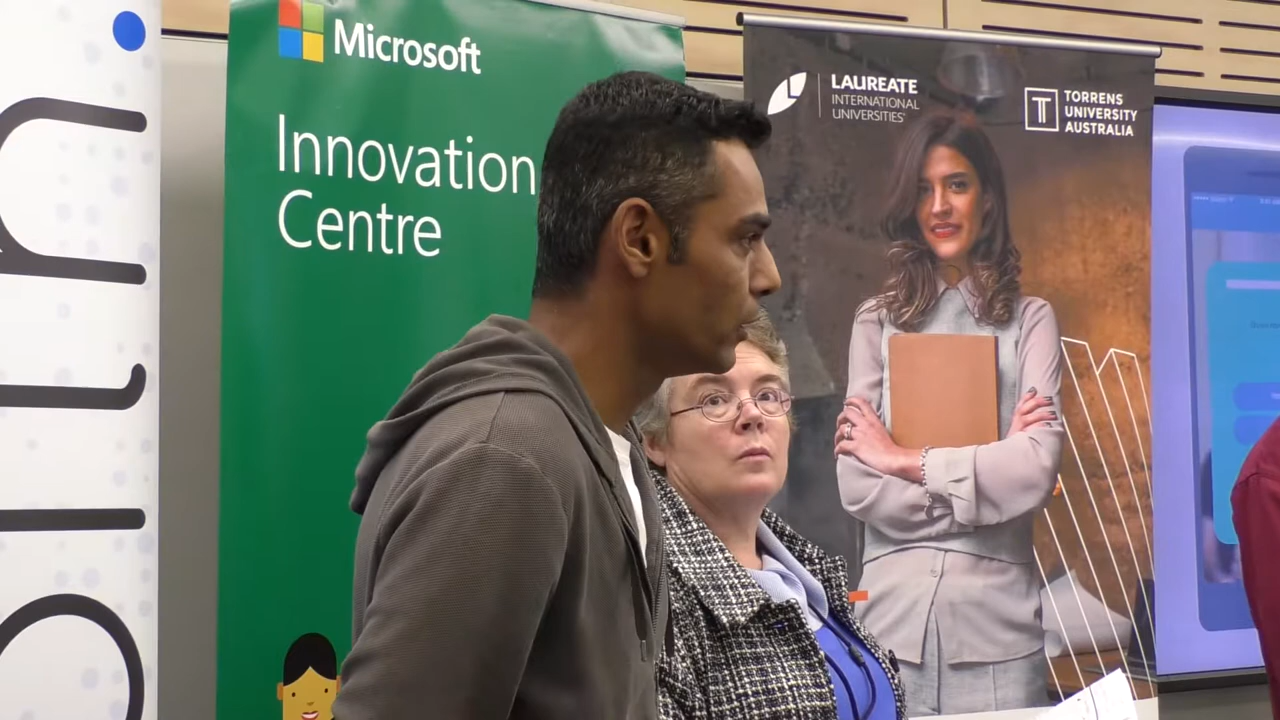 Microsoft
Innovation
Centre
LAUREATE
INTERNATIONAL
UNIVERSITIES
T
TORRENS
UNIVERSITY
AUSTRALIA